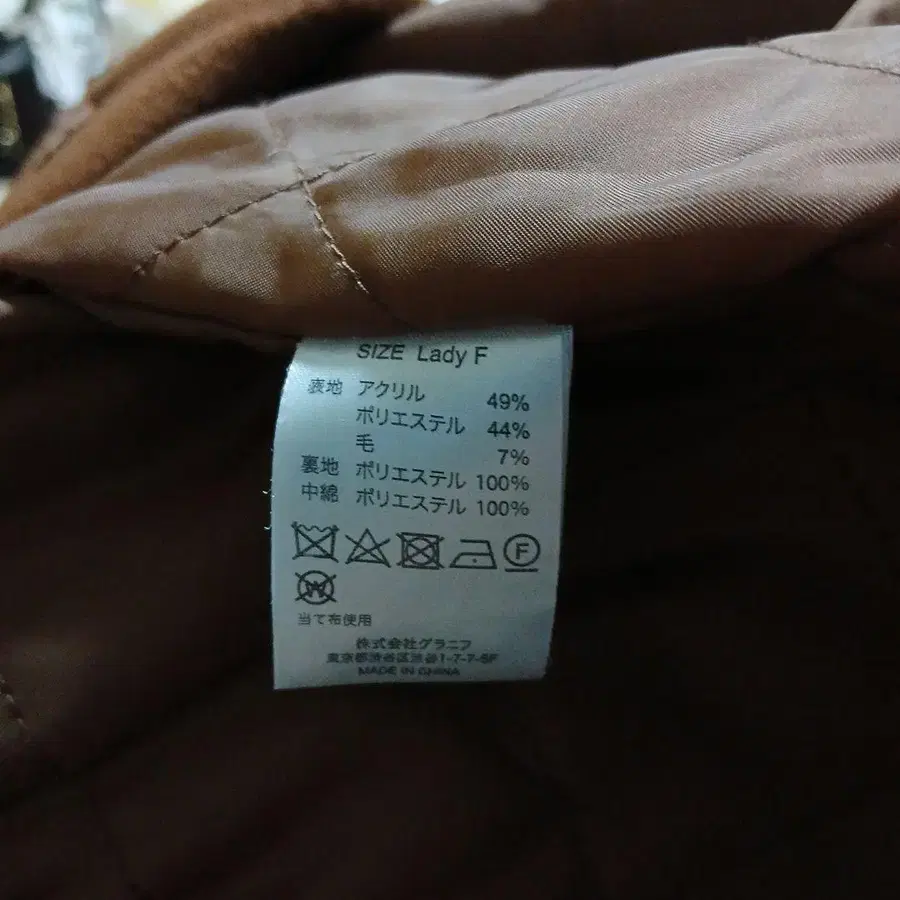 SIZE Lady F
表地 アクリル 49%
ポリエステル 44%
毛 7%
裏地 ポリエステル 100%
中綿 ポリエステル 100%
F
W
当て布使用
株式会社グラニフ
東京都渋谷区渋谷1-7-7-6F
MADE IN CHINA